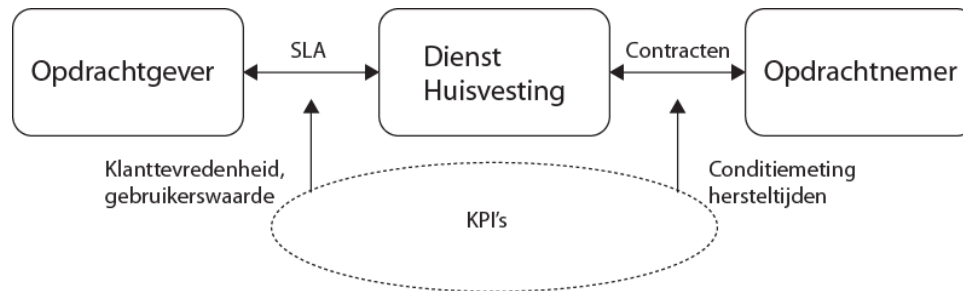 Opdrachtgever
SLA
Dienst
Huisvesting
Contracten
Opdrachtnemer
Klanttevredenheid,
gebruikerswaarde
KPI's
Conditiemeting
hersteltijden